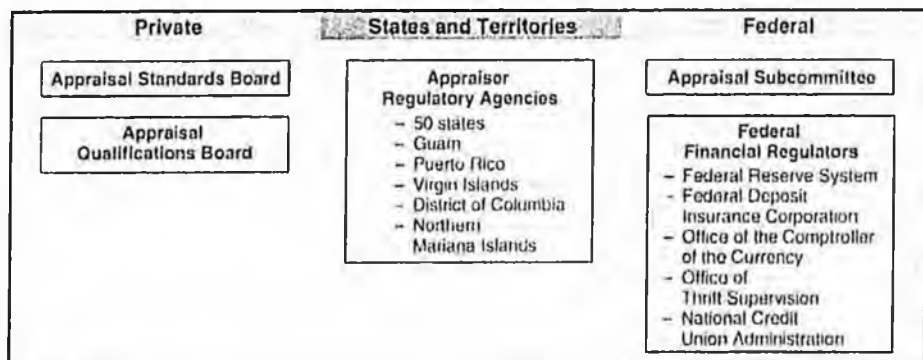 Private
States and Territories
Federal
Appraisal Standards Board
Appraisal
Qualifications Board
Appraiser
Regulatory Agencies
– 50 states
– Guam
– Puerto Rico
– Virgin Islands
– District of Columbia
– Northern
Mariana Islands
Appraisal Subcommittee
Federal
Financial Regulators
– Federal Reserve System
– Federal Deposit
Insurance Corporation
– Office of the Comptroller
of the Currency
– Office of
Thrift Supervision
– National Credit
Union Administration